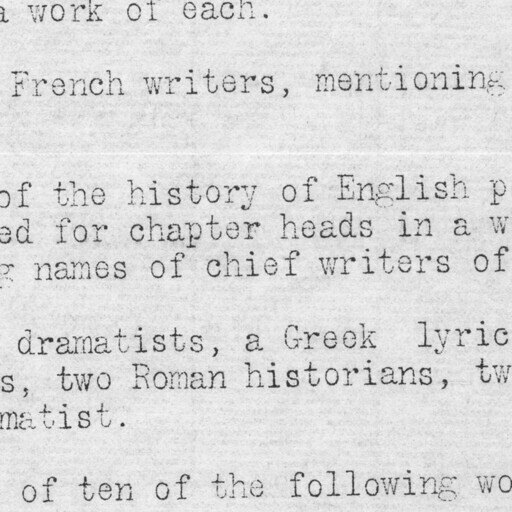 a work of each.
French writers, mentioning
of the history of English p
ed for chapter heads in a w
g names of chief writers of
dramatists, a Greek lyric
s, two Roman historians, tw
matist.
of ten of the following wo